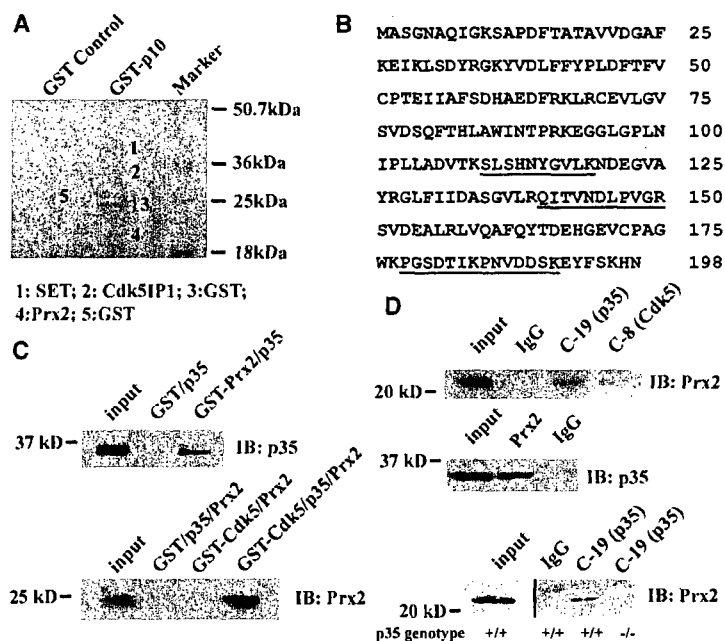 A
GST Control
GST-p10
Marker
50.7kDa
36kDa
25kDa
18kDa
1
2
3
4
5
1: SET; 2: Cdk5IP1; 3:GST;
4:Prx2; 5:GST
B
MASGNAQIGKSAPDFTATAVVDGAF 25
KEIKLSDYRGKYVDLFFYPLDFTFV 50
CPTEIIAFSDHAEDFRKLRCEVLGV 75
SVDSQFTHLAWINTPRKEGGLGPLN 100
IPLLADVTKSLSHNYGVLKNDEGVA 125
YRGLFIIDASGVLRQITVNDLPVGR 150
SVDEALRLVQAFQYTDEHGEVCPAG 175
WKPGSDTIKPNVDDSKEYFSKHN 198
C
input
GST/p35
GST-Prx2/p35
37 kD
IB: p35
input
GST/p35/Prx2
GST-Cdk5/Prx2
GST-Cdk5/p35/Prx2
25 kD
IB: Prx2
D
input
IgG
C-19 (p35)
C-8 (Cdk5)
20 kD
IB: Prx2
input
Prx2
IgG
37 kD
IB: p35
input
IgG
C-19 (p35)
C-19 (p35)
20 kD
IB: Prx2
p35 genotype +/+ +/+ +/+ -/-